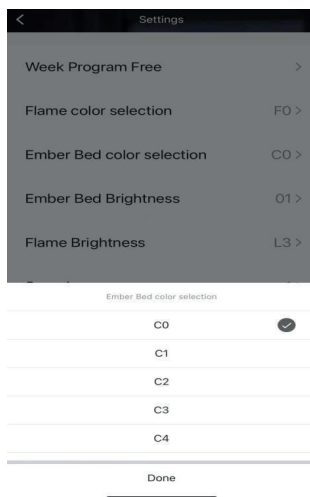 Settings
Week Program Free >
Flame color selection F0 >
Ember Bed color selection C0 >
Ember Bed Brightness 01 >
Flame Brightness L3 >
Ember Bed color selection
C0
C1
C2
C3
C4
Done